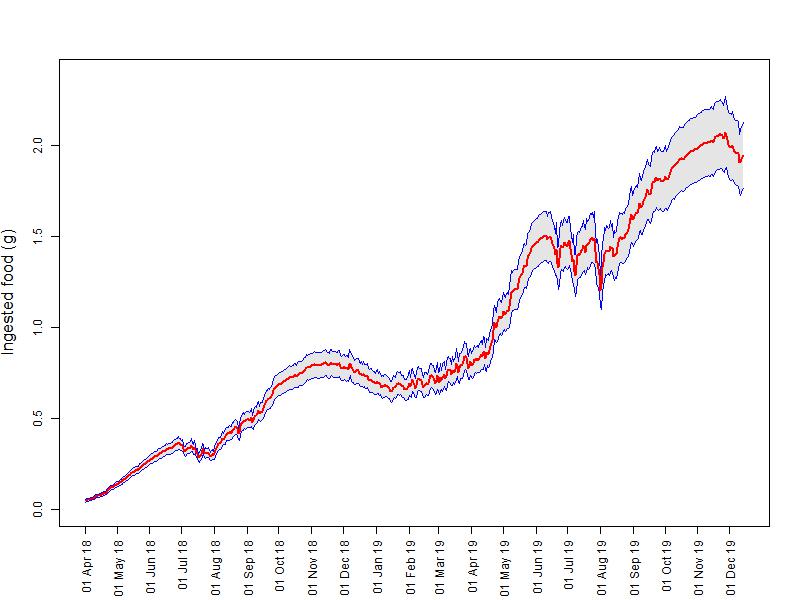 Ingested food (g)
2.0
1.5
1.0
0.5
0.0
01 Apr 18
01 May 18
01 Jun 18
01 Jul 18
01 Aug 18
01 Sep 18
01 Oct 18
01 Nov 18
01 Dec 18
01 Jan 19
01 Feb 19
01 Mar 19
01 Apr 19
01 May 19
01 Jun 19
01 Jul 19
01 Aug 19
01 Sep 19
01 Oct 19
01 Nov 19
01 Dec 19